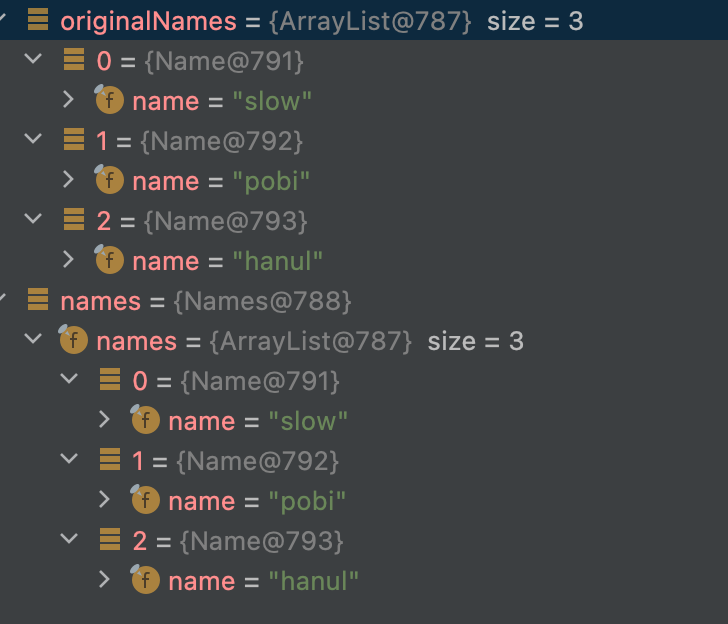 originalNames = {ArrayList@787} size = 3
0 = {Name@791}
f name = "slow"
1 = {Name@792}
f name = "pobi"
2 = {Name@793}
f name = "hanul"
names = {Names@788}
f names = {ArrayList@787} size = 3
0 = {Name@791}
f name = "slow"
1 = {Name@792}
f name = "pobi"
2 = {Name@793}
f name = "hanul"